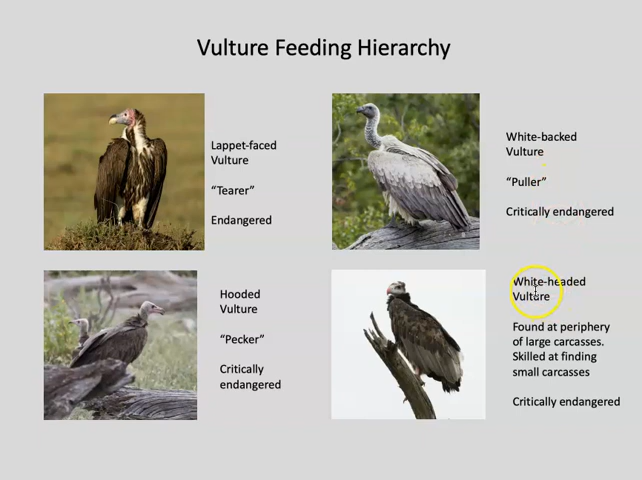 Vulture Feeding Hierarchy
Lappet-faced
Vulture
“Tearer”
Endangered
White-backed
Vulture
“Puller”
Critically endangered
Hooded
Vulture
“Pecker”
Critically
endangered
White-headed
Vulture
Found at periphery
of large carcasses.
Skilled at finding
small carcasses
Critically endangered